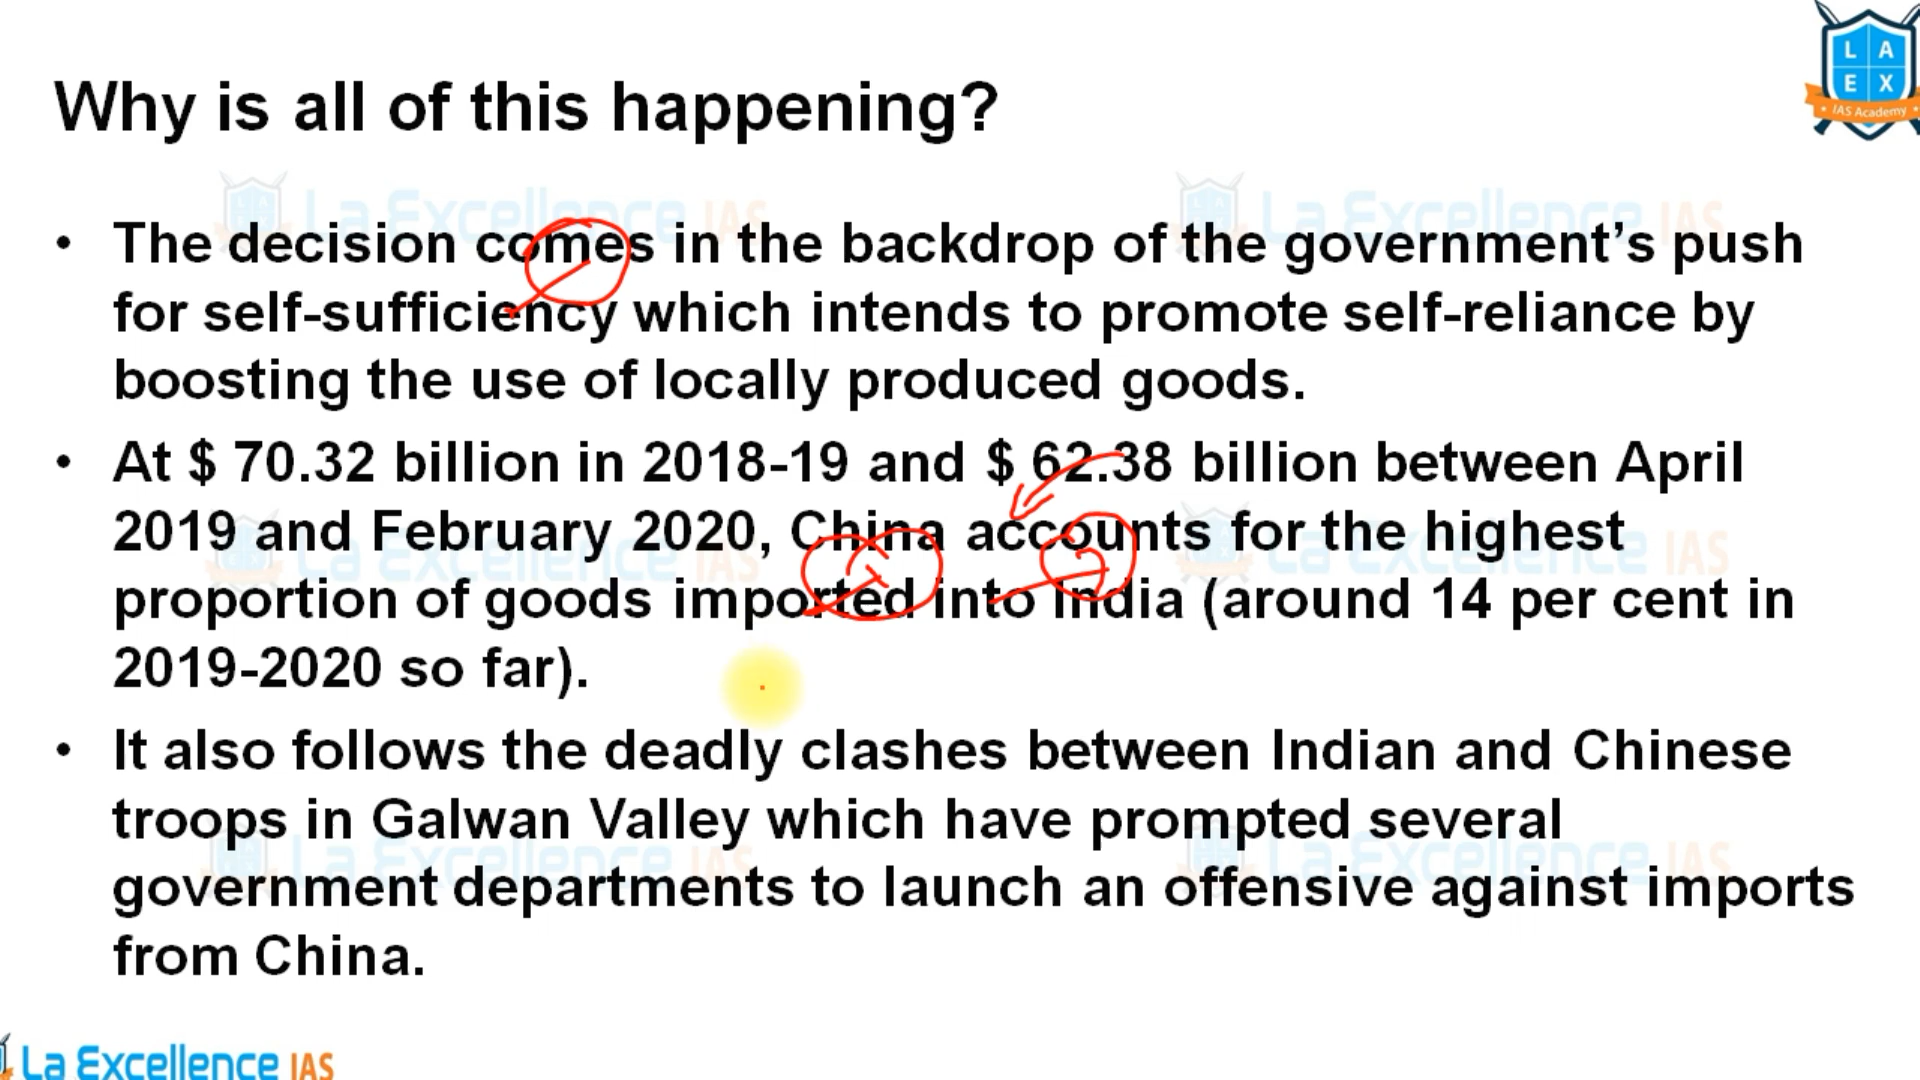 L A
E X
IAS Academy
Why is all of this happening?
• The decision comes in the backdrop of the government’s push
for self-sufficiency which intends to promote self-reliance by
boosting the use of locally produced goods.
• At $ 70.32 billion in 2018-19 and $ 62.38 billion between April
2019 and February 2020, China accounts for the highest
proportion of goods imported into India (around 14 per cent in
2019-2020 so far).
• It also follows the deadly clashes between Indian and Chinese
troops in Galwan Valley which have prompted several
government departments to launch an offensive against imports
from China.
La Excellence IAS